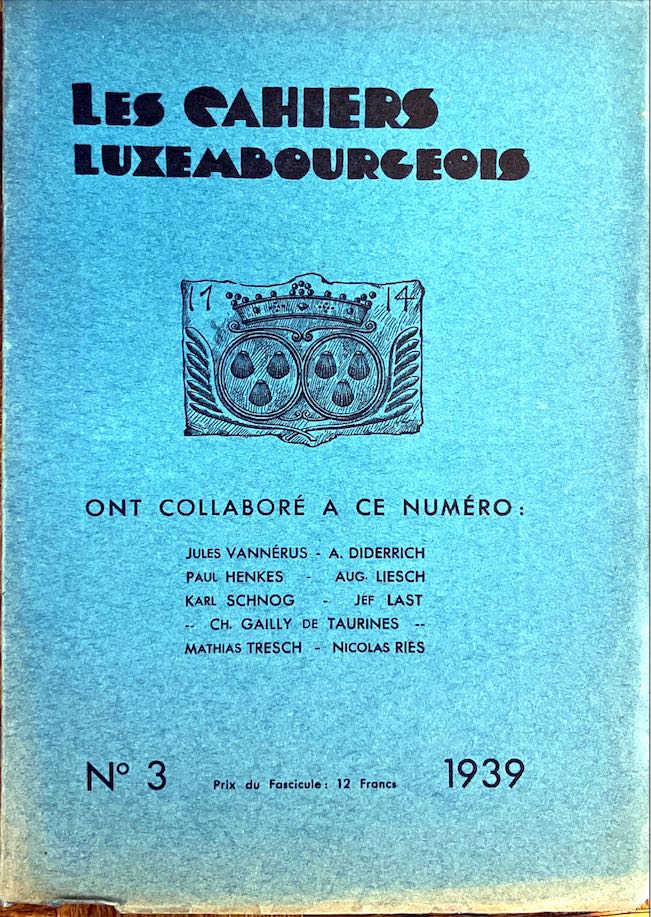 LES CAHIERS
LUXEMBOURGEOIS
17 14
ONT COLLABORÉ A CE NUMÉRO:
JULES VANNÉRUS - A. DIDERRICH
PAUL HENKES - AUG. LIESCH
KARL SCHNOG - JEF LAST
-- CH. GAILLY DE TAURINES --
MATHIAS TRESCH - NICOLAS RIES
N° 3 Prix du Fascicule: 12 Francs 1939